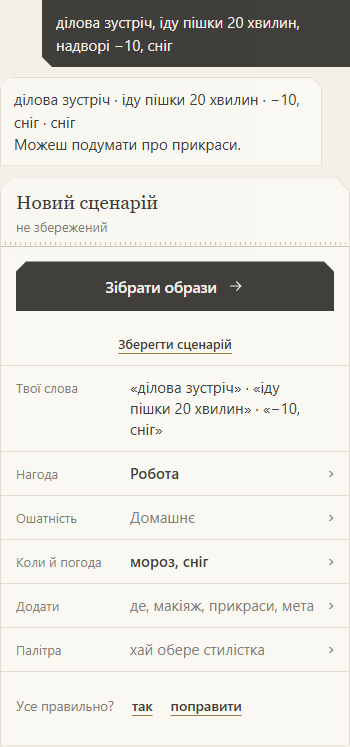 ділова зустріч, іду пішки 20 хвилин,
надворі −10, сніг
ділова зустріч · іду пішки 20 хвилин · −10,
сніг · сніг
Можеш подумати про прикраси.
Новий сценарій
не збережений
Зібрати образи →
Зберегти сценарій
Твої слова «ділова зустріч» · «іду
пішки 20 хвилин» · «−10,
сніг»
Нагода Робота ›
Ошатність Домашнє ›
Коли й погода мороз, сніг ›
Додати де, макіяж, прикраси, мета ›
Палітра хай обере стилістка ›
Усе правильно? так поправити